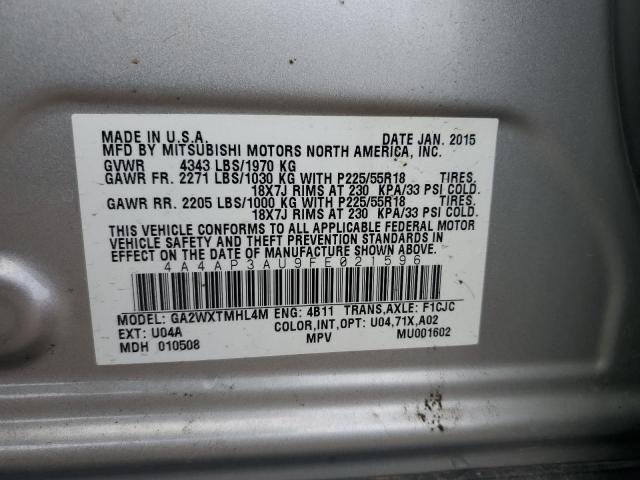 MADE IN U.S.A. DATE JAN. 2015
MFD BY MITSUBISHI MOTORS NORTH AMERICA, INC.
GVWR 4343 LBS/1970 KG
GAWR FR. 2271 LBS/1030 KG WITH P225/55R18 TIRES,
18X7J RIMS AT 230 KPA/33 PSI COLD.
GAWR RR. 2205 LBS/1000 KG WITH P225/55R18 TIRES,
18X7J RIMS AT 230 KPA/33 PSI COLD.
THIS VEHICLE CONFORMS TO ALL APPLICABLE FEDERAL MOTOR
VEHICLE SAFETY AND THEFT PREVENTION STANDARDS IN
EFFECT ON THE DATE OF MANUFACTURE SHOWN ABOVE.
4A4AP3AU9FE021596
MODEL: GA2WXTMHL4M ENG: 4B11 TRANS,AXLE: F1CJC
EXT: U04A COLOR,INT,OPT: U04,71X,A02
MDH 010508 MPV MU001602